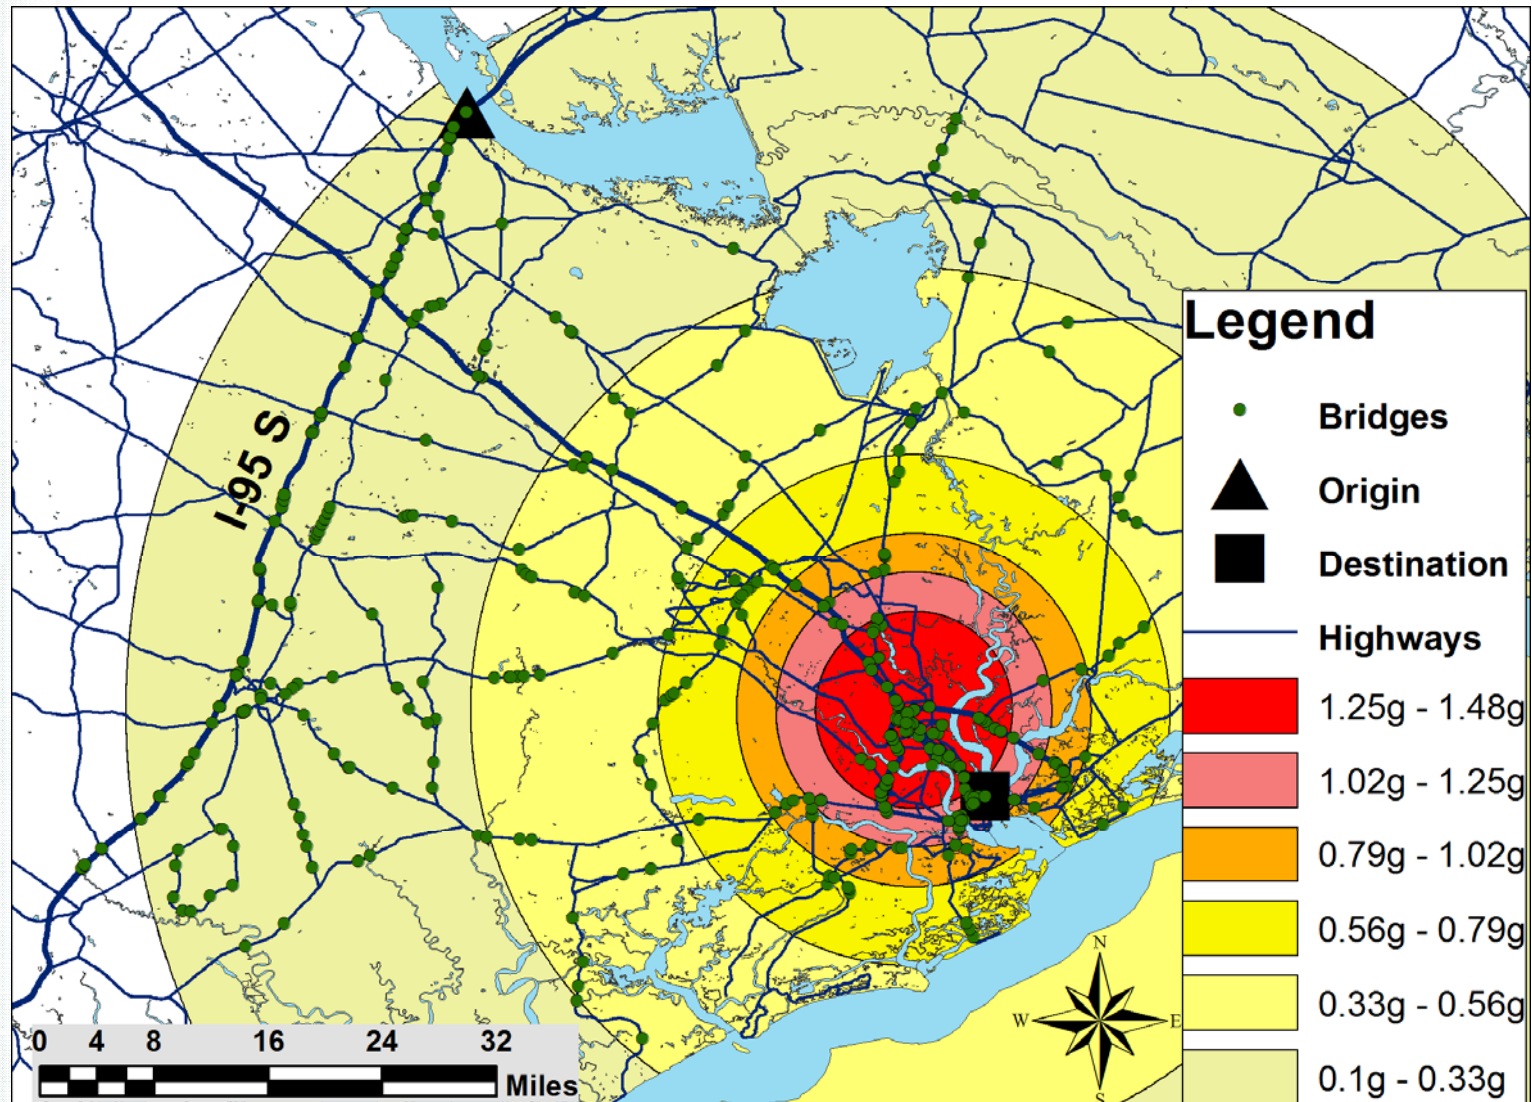 I-95 S
Legend
Bridges
Origin
Destination
Highways
1.25g - 1.48g
1.02g - 1.25g
0.79g - 1.02g
0.56g - 0.79g
0.33g - 0.56g
0.1g - 0.33g
N
W E
S
0 4 8 16 24 32
Miles